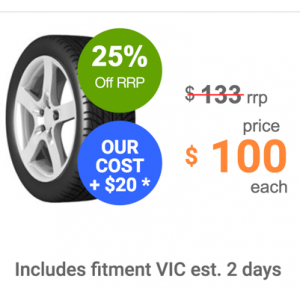 25%
Off RRP
OUR
COST
+ $20 *
$ 133 rrp
price
$ 100
each
Includes fitment VIC est. 2 days